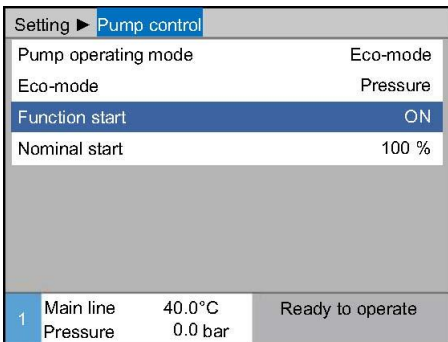 Setting ► Pump control
Pump operating mode Eco-mode
Eco-mode Pressure
Function start ON
Nominal start 100 %
1 Main line 40.0°C Ready to operate
Pressure 0.0 bar